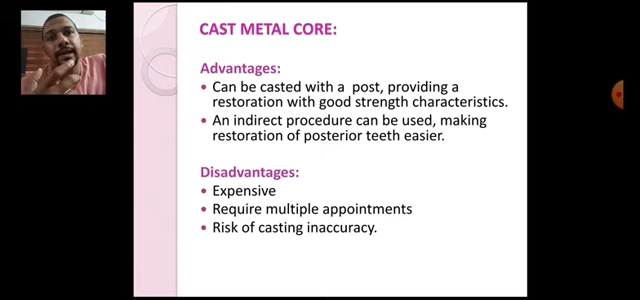 CAST METAL CORE:
Advantages:
Can be casted with a post, providing a
restoration with good strength characteristics.
An indirect procedure can be used, making
restoration of posterior teeth easier.
Disadvantages:
Expensive
Require multiple appointments
Risk of casting inaccuracy.